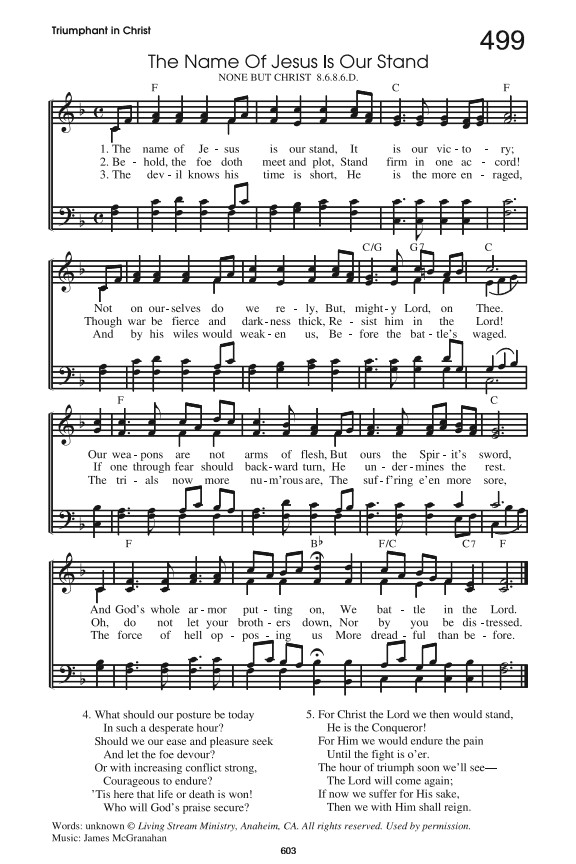 Triumphant in Christ
499
The Name Of Jesus Is Our Stand
NONE BUT CHRIST 8.6.8.6.D.
F C F
1. The name of Je - sus is our stand, It is our vic - to - ry;
2. Be - hold, the foe doth meet and plot, Stand firm in one ac - cord!
3. The dev - il knows his time is short, He is the more en - raged,
C/G G7 C
Not on our - selves do we re - ly, But, might - y Lord, on Thee.
Though war be fierce and dark - ness thick, Re - sist him in the Lord!
And by his wiles would weak - en us, Be - fore the bat - tle's waged.
F C
Our wea - pons are not arms of flesh, But ours the Spir - it's sword,
If one through fear should back - ward turn, He un - der - mines the rest.
The tri - als now more num'rous are, The suf - f'ring e'en more sore,
F B♭ F/C C7 F
And God's whole ar - mor put - ting on, We bat - tle in the Lord.
Oh, do not let your broth - ers down, Nor by you be dis - tressed.
The force of hell op - pos - ing us More dread - ful than be - fore.
4. What should our posture be today
In such a desperate hour?
Should we our ease and pleasure seek
And let the foe devour?
Or with increasing conflict strong,
Courageous to endure?
'Tis here that life or death is won!
Who will God's praise secure?
5. For Christ the Lord we then would stand,
He is the Conqueror!
For Him we would endure the pain
Until the fight is o'er.
The hour of triumph soon we'll see—
The Lord will come again;
If now we suffer for His sake,
Then we with Him shall reign.
Words: unknown © Living Stream Ministry, Anaheim, CA. All rights reserved. Used by permission.
Music: James McGranahan
603